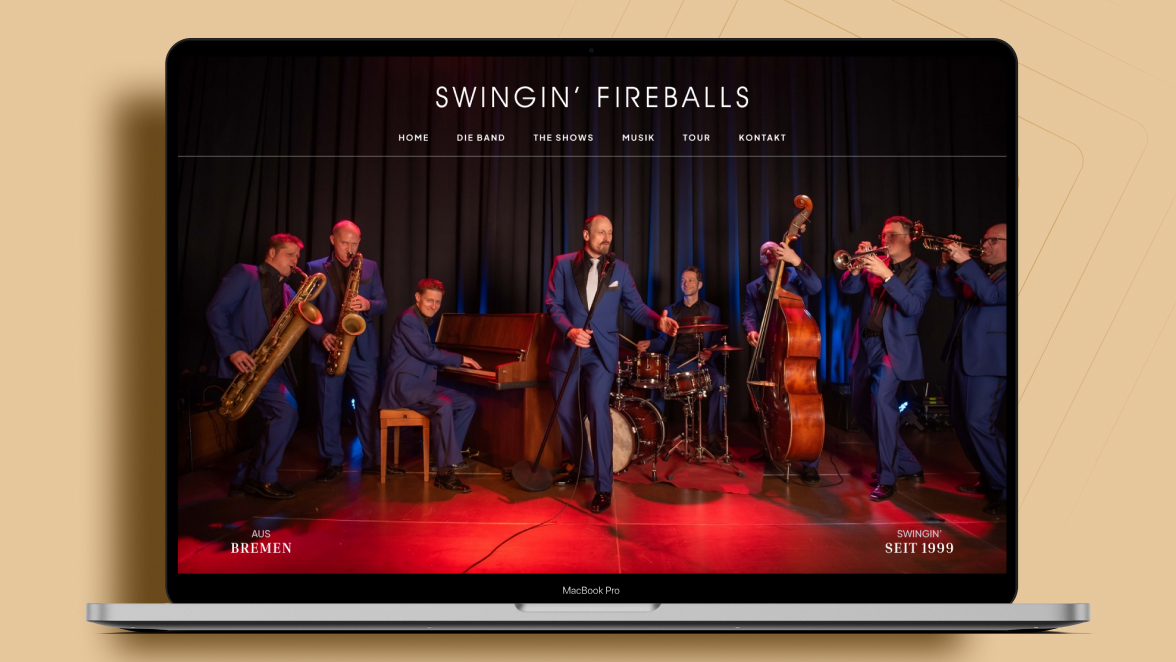 SWINGIN’ FIREBALLS
HOME DIE BAND THE SHOWS MUSIK TOUR KONTAKT
AUS
BREMEN
SWINGIN’
SEIT 1999
MacBook Pro